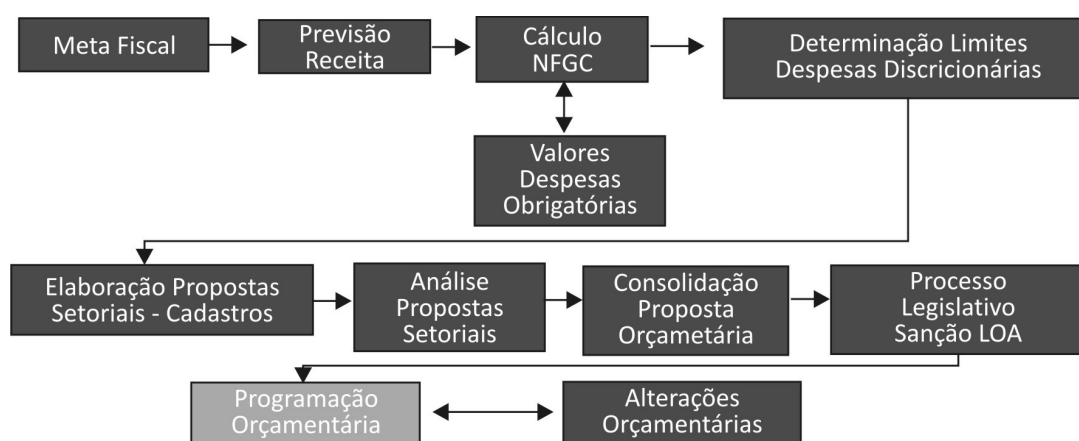 Meta Fiscal
Previsão
Receita
Cálculo
NFGC
Determinação Limites
Despesas Discricionárias
Valores
Despesas
Obrigatórias
Elaboração Propostas
Setoriais - Cadastros
Análise
Propostas
Setoriais
Consolidação
Proposta
Orçametária
Processo
Legislativo
Sanção LOA
Programação
Orçamentária
Alterações
Orçamentárias